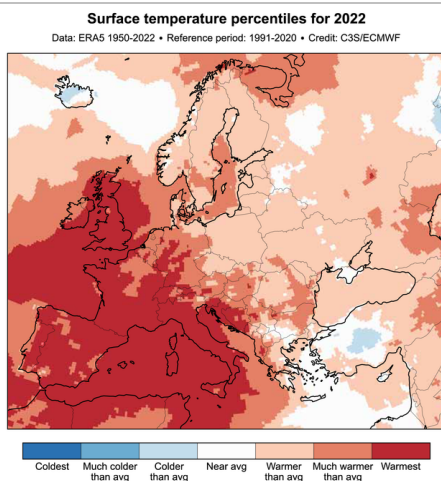 Surface temperature percentiles for 2022
Data: ERA5 1950-2022 • Reference period: 1991-2020 • Credit: C3S/ECMWF
Coldest Much colder than avg Colder than avg Near avg Warmer than avg Much warmer than avg Warmest